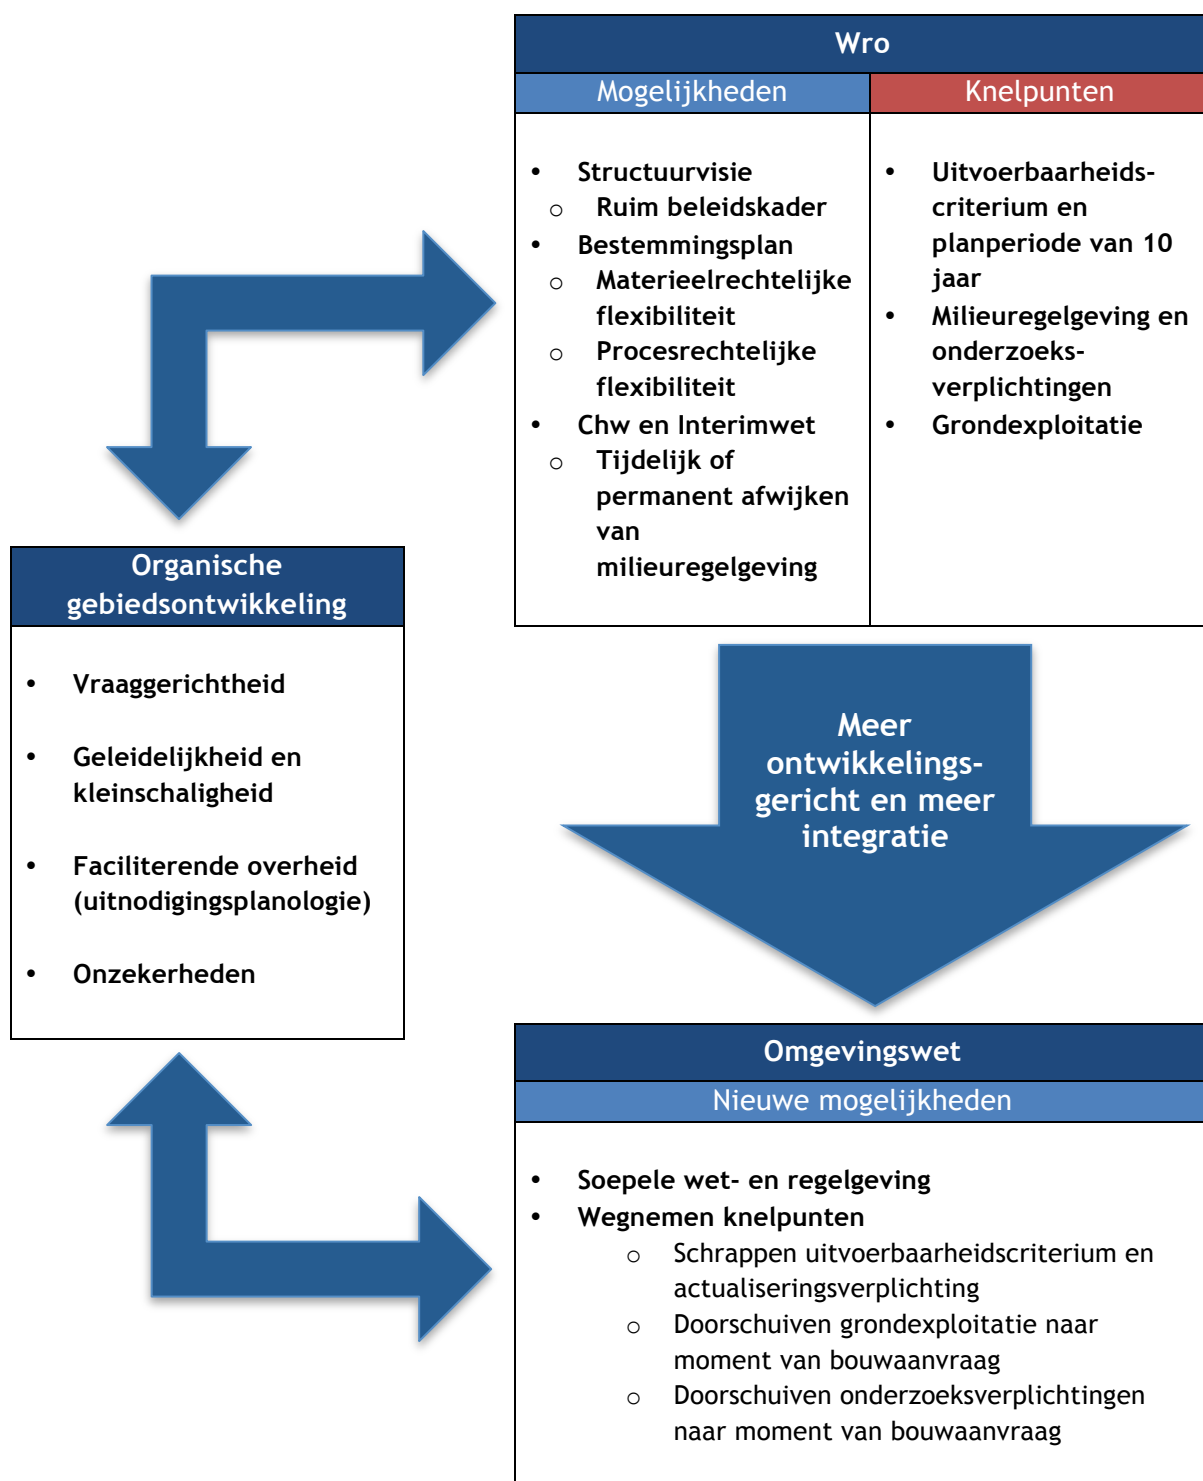 Wro
Mogelijkheden
• Structuurvisie
o Ruim beleidskader
• Bestemmingsplan
o Materieelrechtelijke
flexibiliteit
o Procesrechtelijke
flexibiliteit
• Chw en Interimwet
o Tijdelijk of
permanent afwijken
van
milieuregelgeving
Knelpunten
• Uitvoerbaarheids-
criterium en
planperiode van 10
jaar
• Milieuregelgeving en
onderzoeks-
verplichtingen
• Grondexploitatie
Organische
gebiedsontwikkeling
• Vraaggerichtheid
• Geleidelijkheid en
kleinschaligheid
• Faciliterende overheid
(uitnodigingsplanologie)
• Onzekerheden
Meer
ontwikkelings-
gericht en meer
integratie
Omgevingswet
Nieuwe mogelijkheden
• Soepele wet- en regelgeving
• Wegnemen knelpunten
o Schrappen uitvoerbaarheidscriterium en
actualiseringsverplichting
o Doorschuiven grondexploitatie naar
moment van bouwaanvraag
o Doorschuiven onderzoeksverplichtingen
naar moment van bouwaanvraag